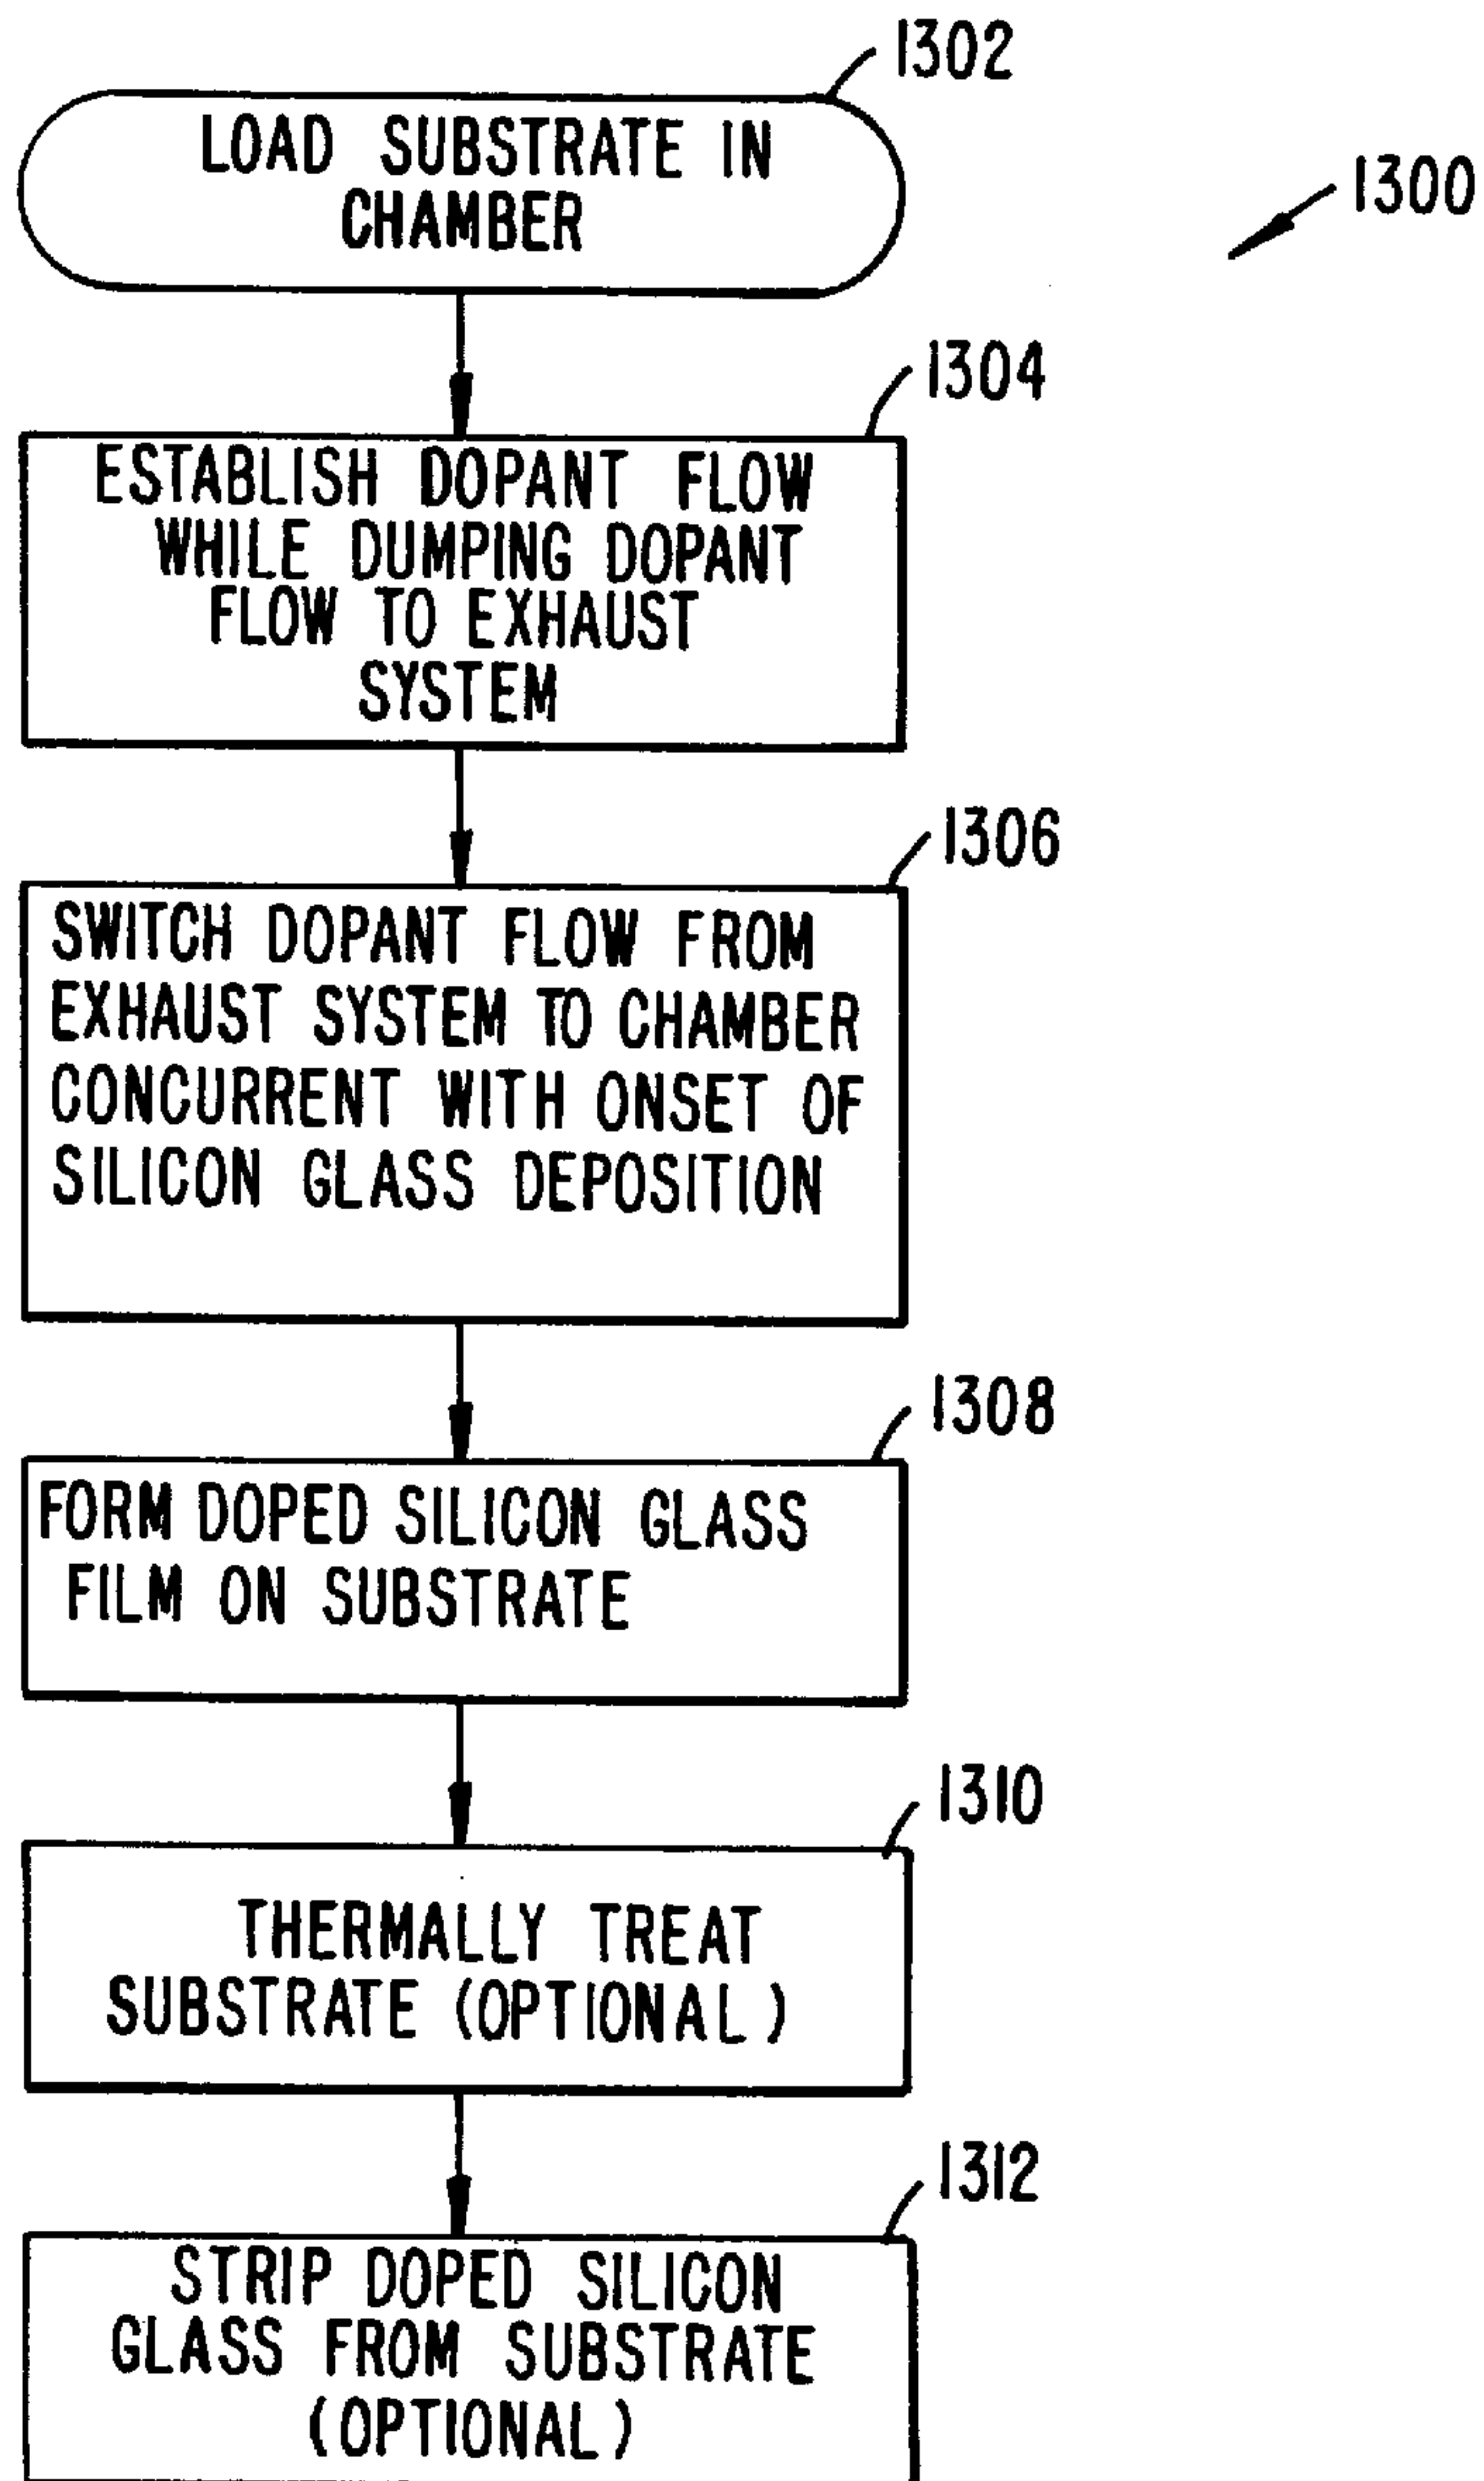 1302
LOAD SUBSTRATE IN
CHAMBER
1300
1304
ESTABLISH DOPANT FLOW
WHILE DUMPING DOPANT
FLOW TO EXHAUST
SYSTEM
1306
SWITCH DOPANT FLOW FROM
EXHAUST SYSTEM TO CHAMBER
CONCURRENT WITH ONSET OF
SILICON GLASS DEPOSITION
1308
FORM DOPED SILICON GLASS
FILM ON SUBSTRATE
1310
THERMALLY TREAT
SUBSTRATE (OPTIONAL)
1312
STRIP DOPED SILICON
GLASS FROM SUBSTRATE
(OPTIONAL)